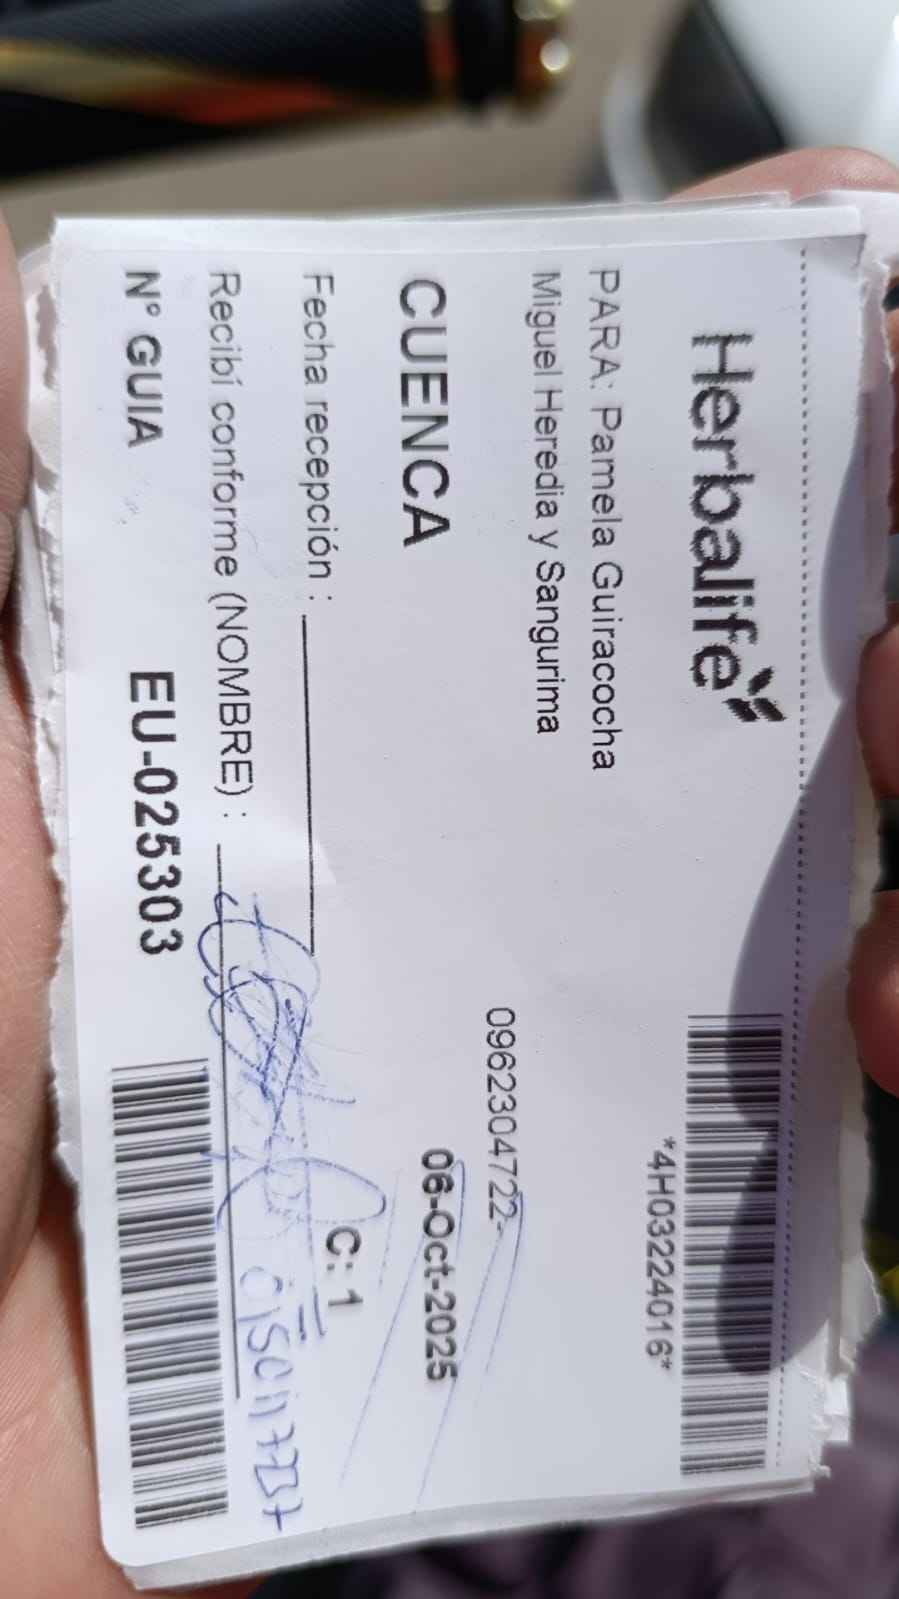 Herbalife
*4H03224016*
PARA: Pamela Guiracocha
Miguel Heredia y Sangurima
0962304722-
CUENCA
06-Oct-2025
Fecha recepción :
C: 1
Recibí conforme (NOMBRE) :
Nº GUIA EU-025303